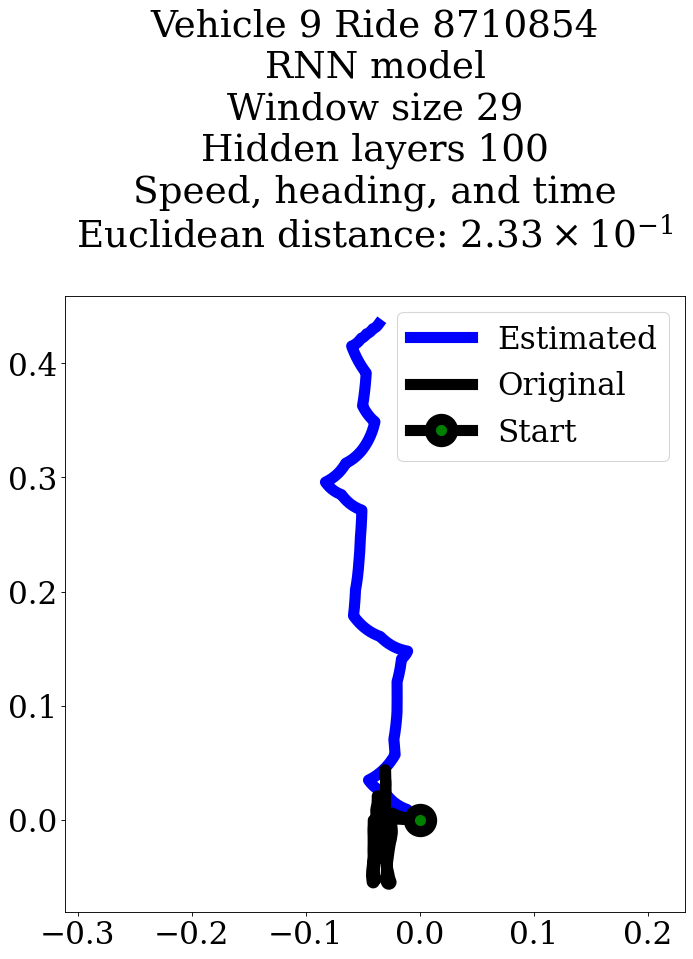 Vehicle 9 Ride 8710854
RNN model
Window size 29
Hidden layers 100
Speed, heading, and time
Euclidean distance: 2.33 × 10⁻¹
Estimated
Original
Start
0.4
0.3
0.2
0.1
0.0
−0.3 −0.2 −0.1 0.0 0.1 0.2